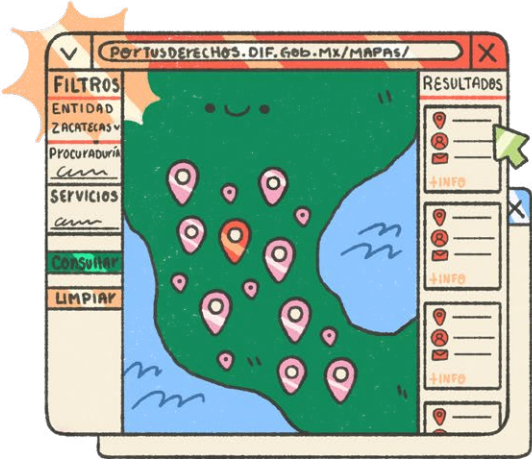 PORTUSDERECHOS.DIF.GOB.MX/MAPAS/
FILTROS
ENTIDAD
ZACATECAS
PROCURADURÍA
SERVICIOS
CONSULTAR
LIMPIAR
RESULTADOS
+INFO
+INFO
+INFO